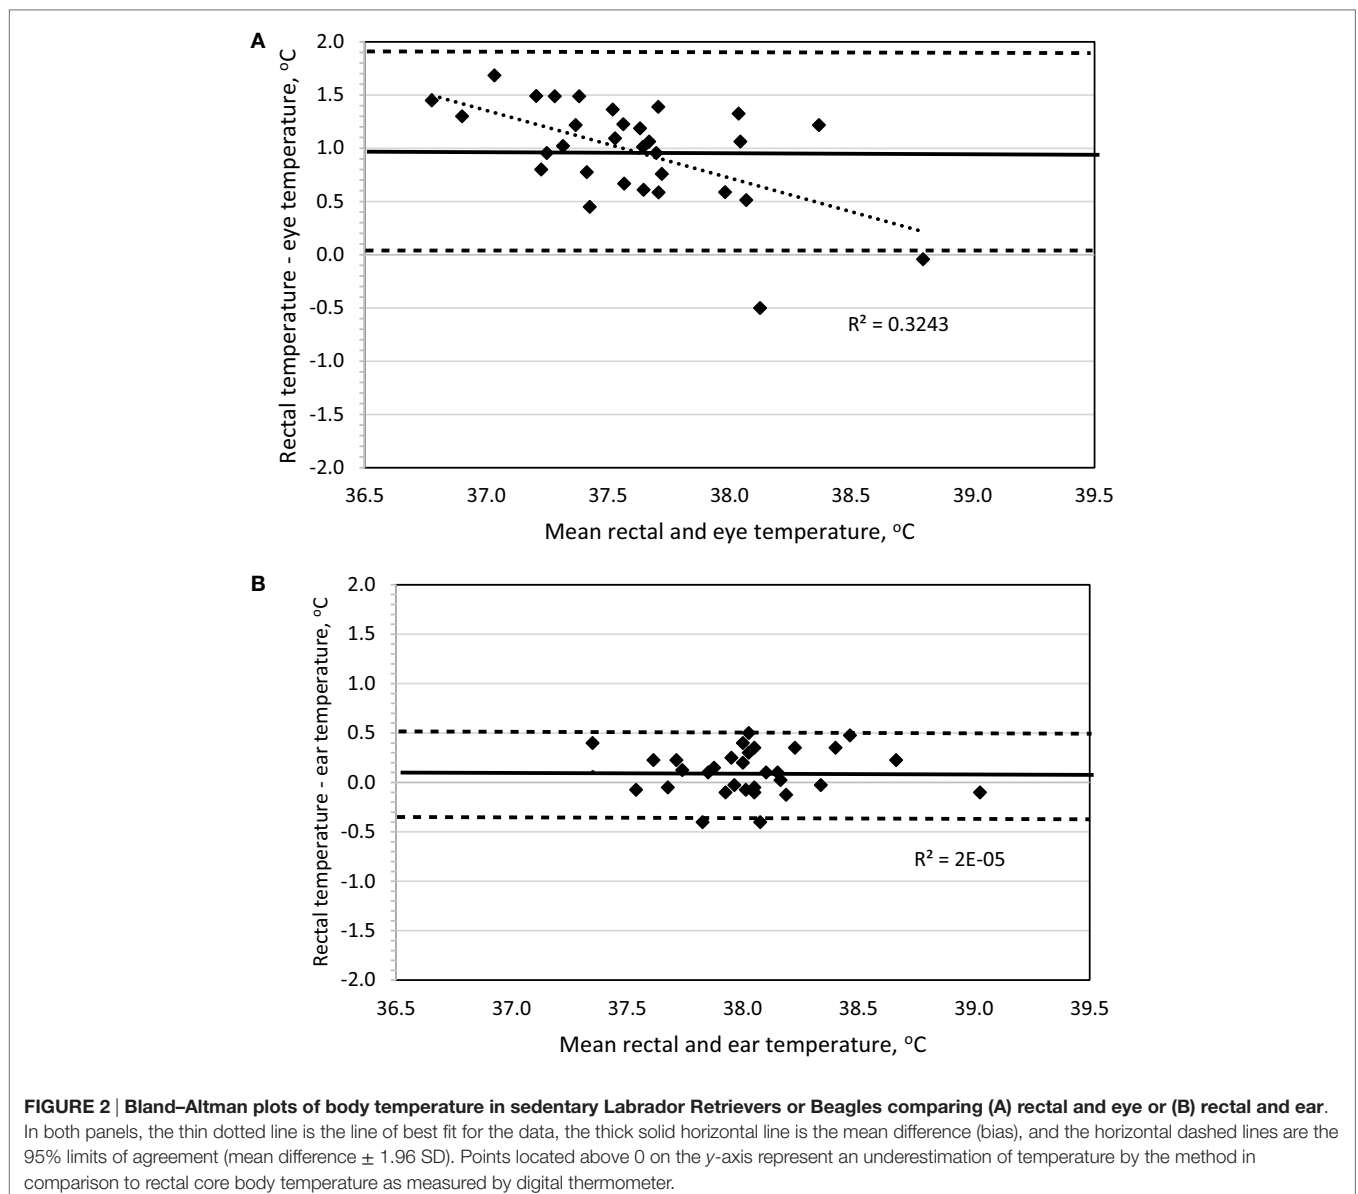 A
Rectal temperature - eye temperature, °C
2.0
1.5
1.0
0.5
0.0
-0.5
-1.0
-1.5
-2.0
R² = 0.3243
36.5 37.0 37.5 38.0 38.5 39.0 39.5
Mean rectal and eye temperature, °C
B
Rectal temperature - ear temperature, °C
2.0
1.5
1.0
0.5
0.0
-0.5
-1.0
-1.5
-2.0
R² = 2E-05
36.5 37.0 37.5 38.0 38.5 39.0 39.5
Mean rectal and ear temperature, °C
FIGURE 2 | Bland–Altman plots of body temperature in sedentary Labrador Retrievers or Beagles comparing (A) rectal and eye or (B) rectal and ear.
In both panels, the thin dotted line is the line of best fit for the data, the thick solid horizontal line is the mean difference (bias), and the horizontal dashed lines are the
95% limits of agreement (mean difference ± 1.96 SD). Points located above 0 on the y-axis represent an underestimation of temperature by the method in
comparison to rectal core body temperature as measured by digital thermometer.